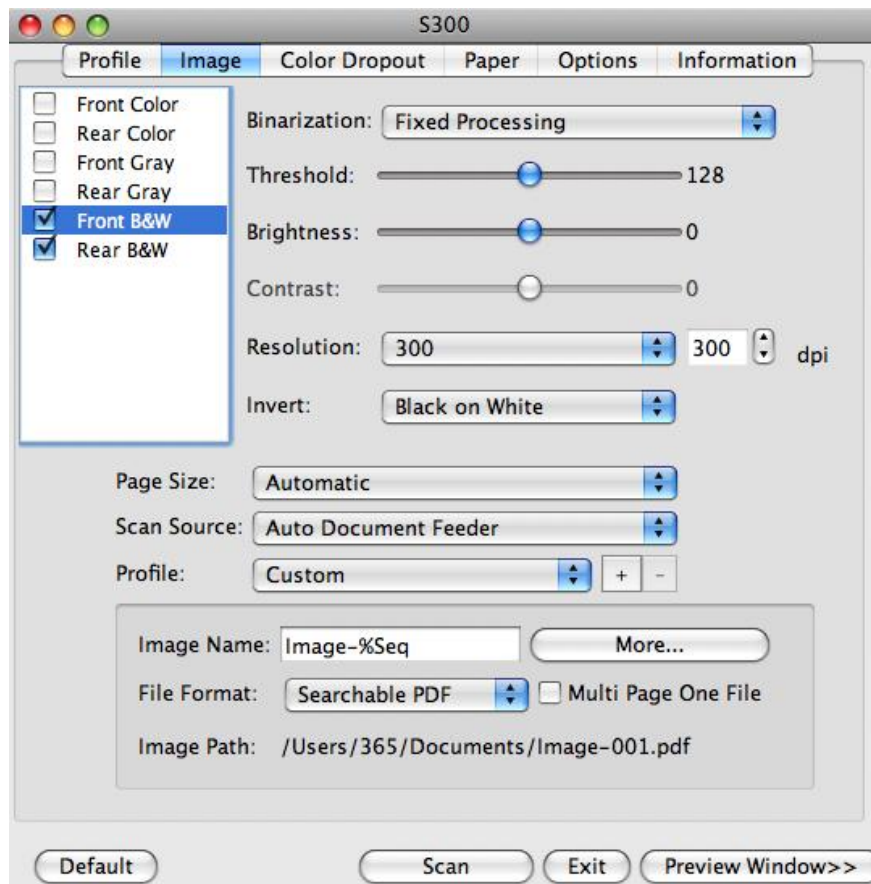 S300
Profile Image Color Dropout Paper Options Information
Front Color
Rear Color
Front Gray
Rear Gray
Front B&W
Rear B&W
Binarization: Fixed Processing
Threshold: 128
Brightness: 0
Contrast: 0
Resolution: 300 300 dpi
Invert: Black on White
Page Size: Automatic
Scan Source: Auto Document Feeder
Profile: Custom + -
Image Name: Image-%Seq More...
File Format: Searchable PDF Multi Page One File
Image Path: /Users/365/Documents/Image-001.pdf
Default Scan Exit Preview Window>>